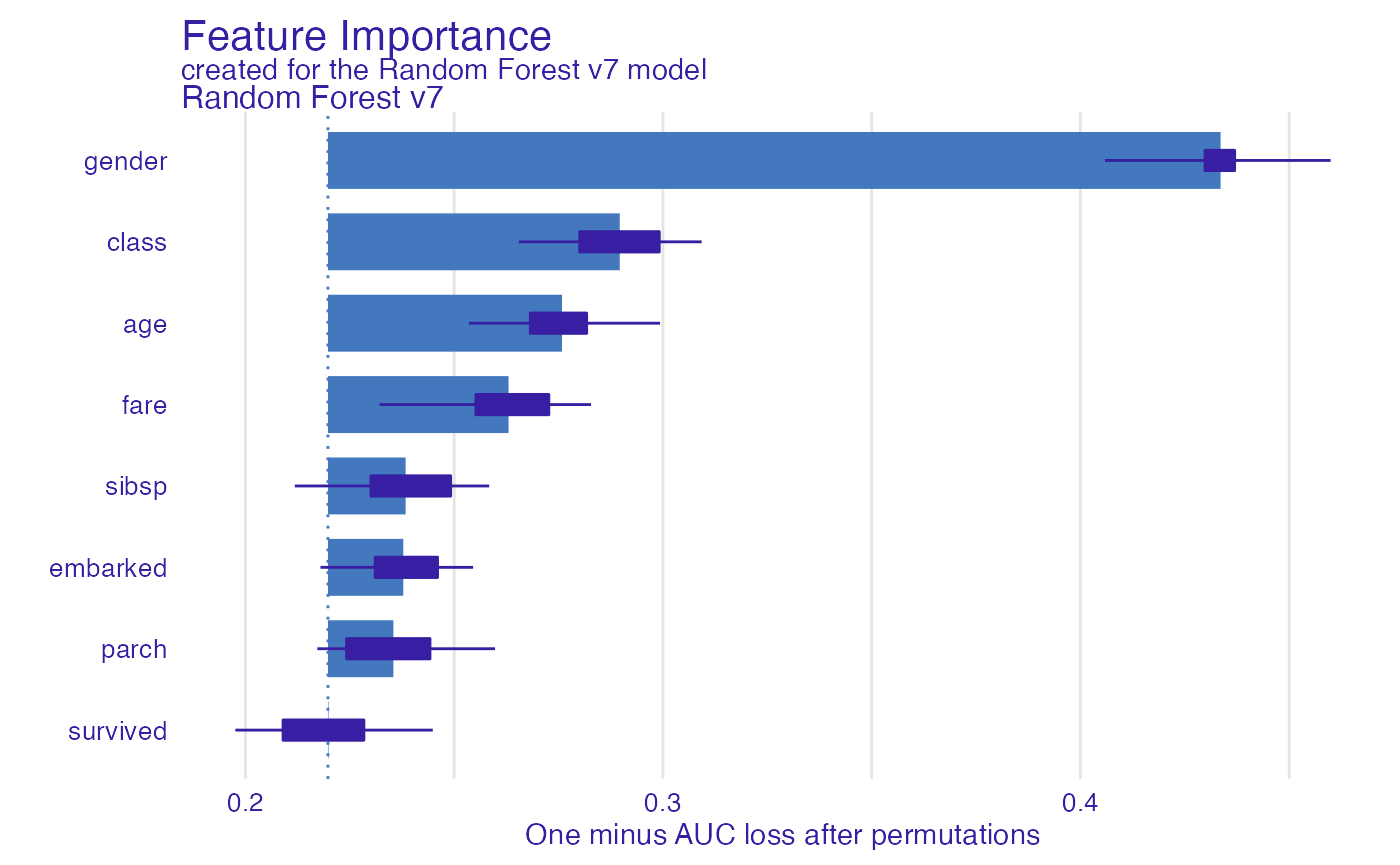 Feature Importance
created for the Random Forest v7 model
Random Forest v7
gender
class
age
fare
sibsp
embarked
parch
survived
0.2 0.3 0.4
One minus AUC loss after permutations